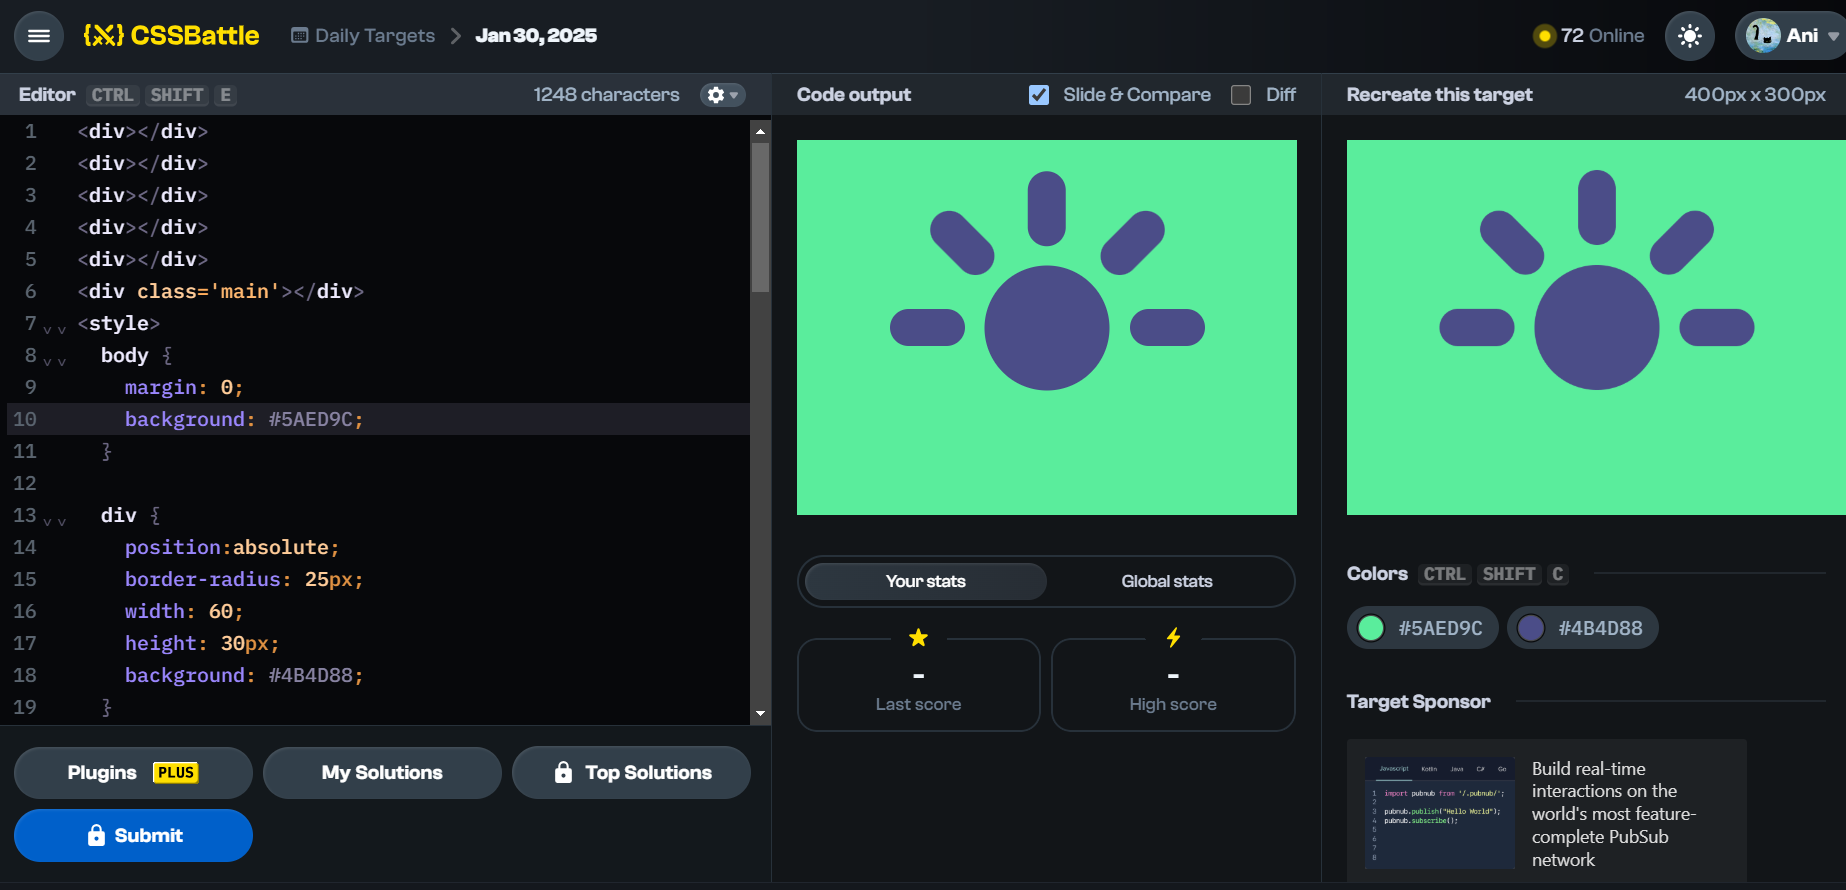 {X} CSSBattle
Daily Targets > Jan 30, 2025
72 Online
Ani
Editor CTRL SHIFT E
1248 characters
1 <div></div>
2 <div></div>
3 <div></div>
4 <div></div>
5 <div></div>
6 <div class='main'></div>
7 <style>
8 body {
9 margin: 0;
10 background: #5AED9C;
11 }
12
13 div {
14 position:absolute;
15 border-radius: 25px;
16 width: 60;
17 height: 30px;
18 background: #4B4D88;
19 }
Plugins PLUS
My Solutions
Top Solutions
Submit
Code output
Slide & Compare
Diff
Your stats
Global stats
-
Last score
-
High score
Recreate this target
400px x 300px
Colors CTRL SHIFT C
#5AED9C
#4B4D88
Target Sponsor
Javascript Kotlin Java C# Go
1 import pubnub from '/.pubnub/';
2
3 pubnub.publish("Hello World");
4 pubnub.subscribe();
5
6
7
8
Build real-time
interactions on the
world's most feature-
complete PubSub
network